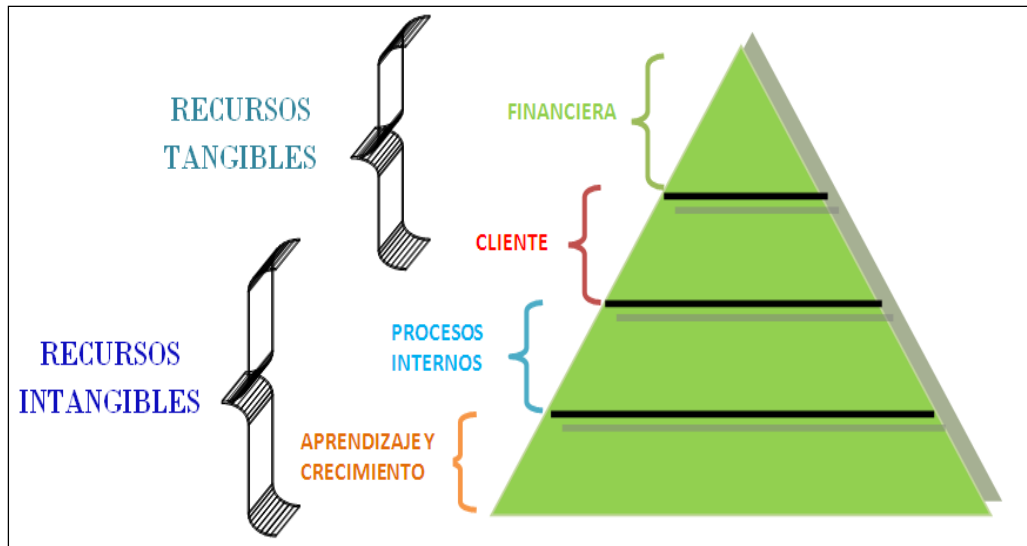 RECURSOS
TANGIBLES
FINANCIERA
CLIENTE
RECURSOS
INTANGIBLES
PROCESOS
INTERNOS
APRENDIZAJE Y
CRECIMIENTO